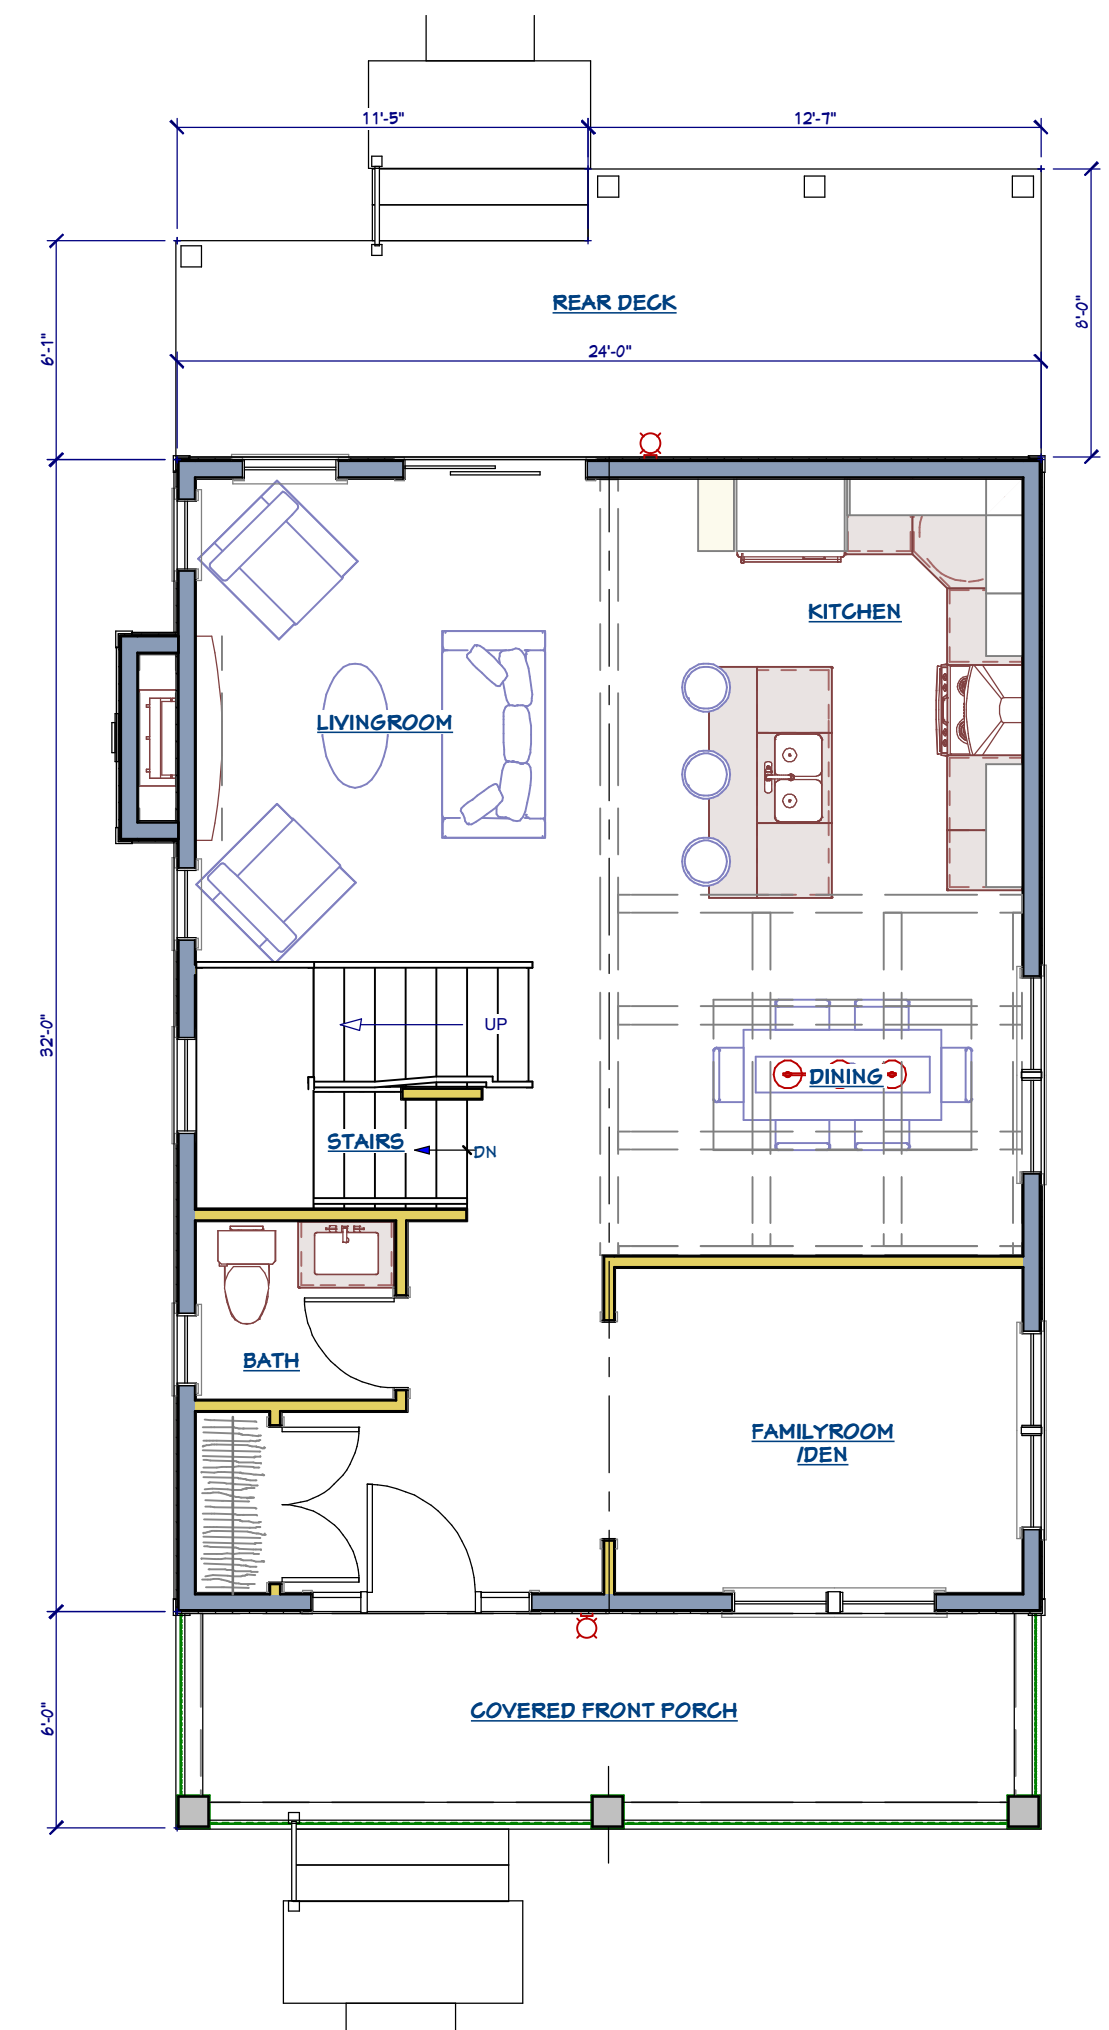 11'-5"
12'-7"
REAR DECK
6'-1"
8'-0"
24'-0"
KITCHEN
LIVINGROOM
32'-0"
UP
DINING
STAIRS
DN
BATH
FAMILYROOM
/DEN
6'-0"
COVERED FRONT PORCH